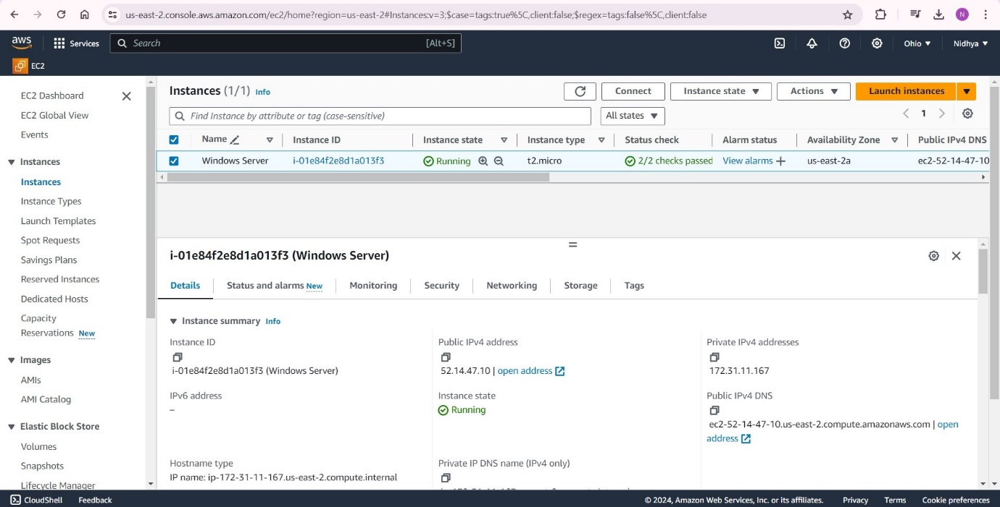 us-east-2.console.aws.amazon.com/ec2/home?region=us-east-2#Instances:v=3;$case=tags:true%5C,client:false;$regex=tags:false%5C,client:false
N
aws
Services
Search
[Alt+S]
Ohio
Nidhya
EC2
EC2 Dashboard
EC2 Global View
Events
Instances
Instances
Instance Types
Launch Templates
Spot Requests
Savings Plans
Reserved Instances
Dedicated Hosts
Capacity
Reservations New
Images
AMIs
AMI Catalog
Elastic Block Store
Volumes
Snapshots
Lifecycle Manager
Instances (1/1) Info
Connect
Instance state
Actions
Launch instances
Find Instance by attribute or tag (case-sensitive)
All states
1
Name Instance ID Instance state Instance type Status check Alarm status Availability Zone Public IPv4 DNS
Windows Server i-01e84f2e8d1a013f3 Running t2.micro 2/2 checks passed View alarms us-east-2a ec2-52-14-47-10
i-01e84f2e8d1a013f3 (Windows Server)
Details Status and alarms New Monitoring Security Networking Storage Tags
Instance summary Info
Instance ID
i-01e84f2e8d1a013f3 (Windows Server)
Public IPv4 address
52.14.47.10 | open address
Private IPv4 addresses
172.31.11.167
IPv6 address
–
Instance state
Running
Public IPv4 DNS
ec2-52-14-47-10.us-east-2.compute.amazonaws.com | open
address
Hostname type
IP name: ip-172-31-11-167.us-east-2.compute.internal
Private IP DNS name (IPv4 only)
CloudShell
Feedback
© 2024, Amazon Web Services, Inc. or its affiliates.
Privacy
Terms
Cookie preferences